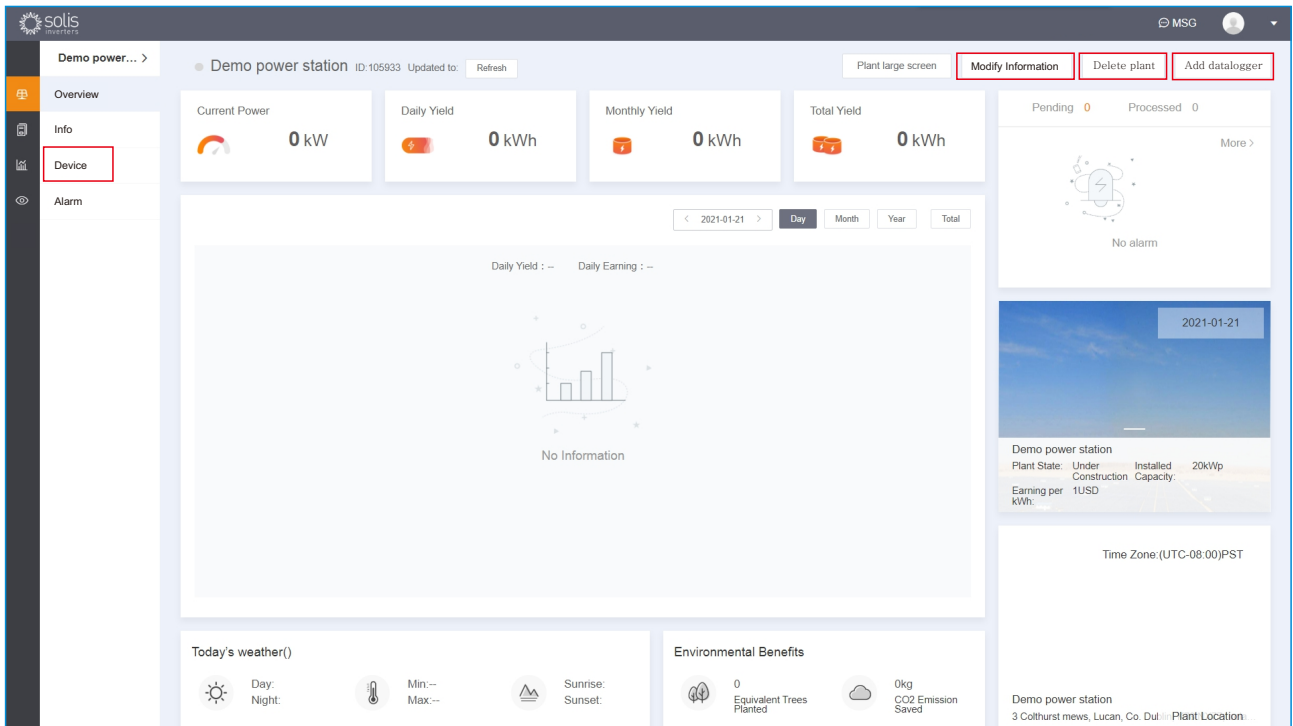 solis
inverters
MSG
Demo power... >
Demo power station ID:105933 Updated to: Refresh
Plant large screen
Modify Information
Delete plant
Add datalogger
Overview
Info
Device
Alarm
Current Power
0 kW
Daily Yield
0 kWh
Monthly Yield
0 kWh
Total Yield
0 kWh
Pending 0 Processed 0
More >
No alarm
< 2021-01-21 > Day Month Year Total
Daily Yield : -- Daily Earning : --
No Information
2021-01-21
Demo power station
Plant State: Under Construction
Installed Capacity: 20kWp
Earning per kWh: 1USD
Time Zone:(UTC-08:00)PST
Demo power station
3 Colthurst mews, Lucan, Co.
Plant Location
Today's weather()
Day:
Night:
Min:--
Max:--
Sunrise:
Sunset:
Environmental Benefits
0
Equivalent Trees
Planted
0kg
CO2 Emission
Saved